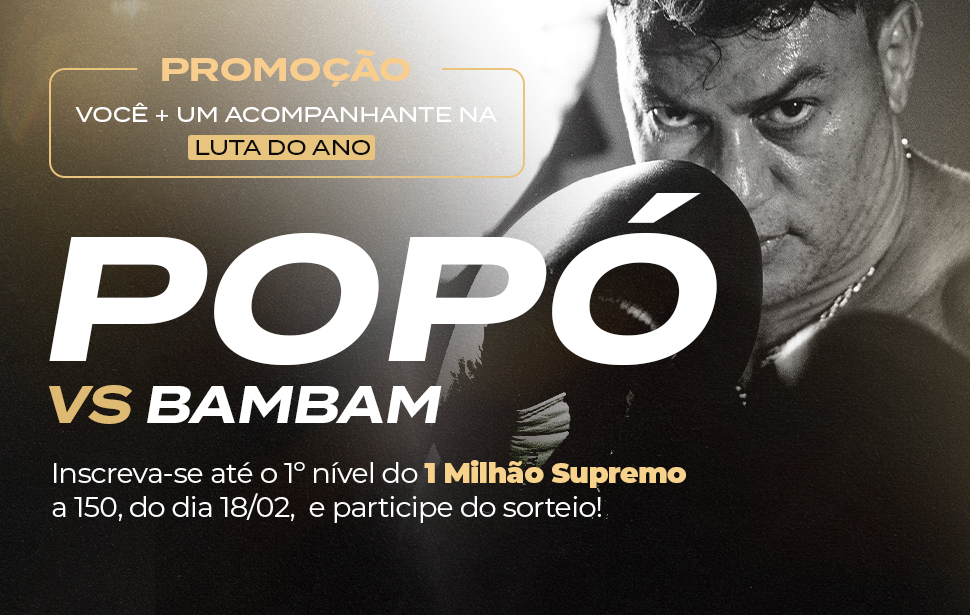 PROMOÇÃO
VOCÊ + UM ACOMPANHANTE NA
LUTA DO ANO
POPÓ
VS BAMBAM
Inscreva-se até o 1º nível do 1 Milhão Supremo
a 150, do dia 18/02, e participe do sorteio!